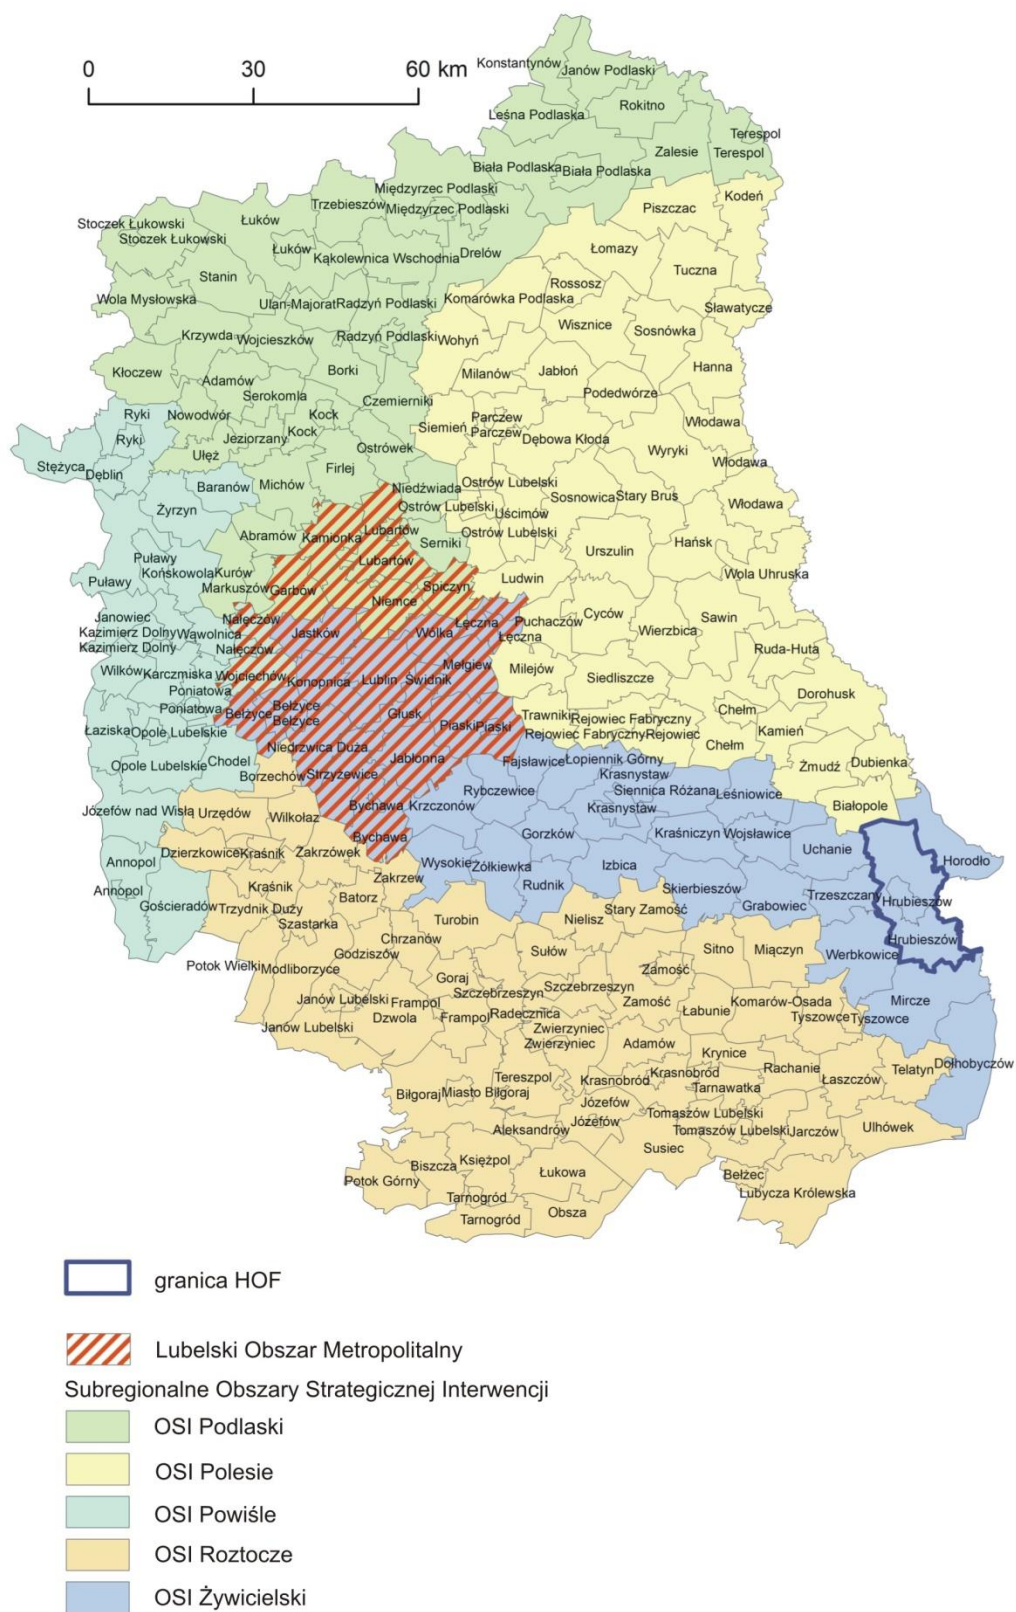 0 30 60 km
Konstantynów
Janów Podlaski
Rokitno
Leśna Podlaska
Terespol
Zalesie
Terespol
Biała Podlaska
Biała Podlaska
Międzyrzec Podlaski
Kodeń
Trzebieszów
Międzyrzec Podlaski
Piszczac
Łuków
Stoczek Łukowski
Stoczek Łukowski
Łuków
Kąkolewnica Wschodnia
Drelów
Łomazy
Stanin
Tuczna
Rossosz
Wola Mysłowska
Ulan-Majorat
Radzyń Podlaski
Komarówka Podlaska
Sławatycze
Wisznice
Sosnówka
Krzywda
Wojcieszków
Radzyń Podlaski
Wohyń
Hanna
Kłoczew
Adamów
Borki
Milanów
Jabłoń
Podedwórze
Serokomla
Czemierniki
Ryki
Nowodwór
Kock
Parczew
Siemień
Parczew
Włodawa
Ryki
Jeziorzany
Kock
Dębowa Kłoda
Ułęż
Ostrówek
Wyryki
Stężyca
Dęblin
Firlej
Włodawa
Baranów
Michów
Niedźwiada
Ostrów Lubelski
Sosnowica
Stary Brus
Żyrzyn
Ostrów Lubelski
Uścimów
Włodawa
Abramów
Kamionka
Lubartów
Ostrów Lubelski
Serniki
Urszulin
Hańsk
Puławy
Lubartów
Końskowola
Kurów
Wola Uhruska
Puławy
Markuszów
Garbów
Spiczyn
Ludwin
Niemce
Janowiec
Nałęczów
Łęczna
Puchaczów
Cyców
Sawin
Kazimierz Dolny
Wąwolnica
Jastków
Wólka
Łęczna
Wierzbica
Kazimierz Dolny
Nałęczów
Ruda-Huta
Mełgiew
Wilków
Karczmiska
Wojciechów
Konopnica
Lublin
Świdnik
Milejów
Siedliszcze
Poniatowa
Dorohusk
Poniatowa
Bełżyce
Bełżyce
Bełżyce
Głusk
Trawniki
Rejowiec Fabryczny
Chełm
Łaziska
Opole Lubelskie
Piaski
Piaski
Rejowiec Fabryczny
Rejowiec
Kamień
Niedrzwica Duża
Chełm
Opole Lubelskie
Chodel
Jabłonna
Fajsławice
Łopiennik Górny
Dubienka
Borzechów
Strzyżewice
Krasnystaw
Żmudź
Rybczewice
Siennica Różana
Leśniowice
Józefów nad Wisłą
Urzędów
Bychawa
Krzczonów
Krasnystaw
Białopole
Wilkołaz
Bychawa
Gorzków
Kraśniczyn
Wojsławice
Uchanie
Annopol
Dzierzkowice
Kraśnik
Zakrzówek
Wysokie
Żółkiewka
Izbica
Horodło
Zakrzew
Annopol
Kraśnik
Batorz
Rudnik
Skierbieszów
Trzeszczany
Gościeradów
Trzydnik Duży
Grabowiec
Hrubieszów
Szastarka
Turobin
Nielisz
Stary Zamość
Chrzanów
Hrubieszów
Godziszów
Sułów
Sitno
Miączyn
Werbkowice
Potok Wielki
Modliborzyce
Goraj
Zamość
Szczebrzeszyn
Szczebrzeszyn
Janów Lubelski
Frampol
Zamość
Komarów-Osada
Mircze
Dzwola
Frampol
Radecznica
Łabunie
Tyszowce
Tyszowce
Janów Lubelski
Zwierzyniec
Zwierzyniec
Adamów
Krynice
Dołhobyczów
Krasnobród
Rachanie
Telatyn
Tereszpol
Krasnobród
Tarnawatka
Łaszczów
Biłgoraj
Miasto Biłgoraj
Józefów
Józefów
Tomaszów Lubelski
Aleksandrów
Tomaszów Lubelski
Jarczów
Ulhówek
Susiec
Księżpol
Biszcza
Łukowa
Bełżec
Potok Górny
Lubycza Królewska
Tarnogród
Obsza
Tarnogród
granica HOF
Lubelski Obszar Metropolitalny
Subregionalne Obszary Strategicznej Interwencji
OSI Podlaski
OSI Polesie
OSI Powiśle
OSI Roztocze
OSI Żywicielski